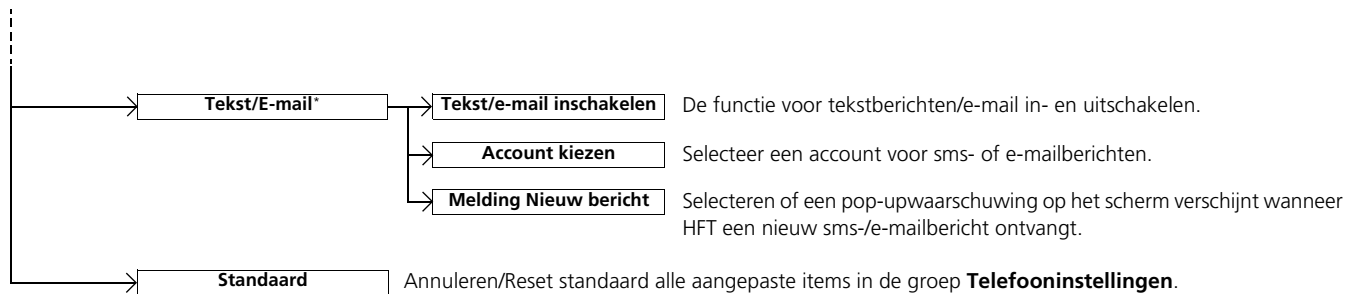 Tekst/E-mail*
Tekst/e-mail inschakelen
De functie voor tekstberichten/e-mail in- en uitschakelen.
Account kiezen
Selecteer een account voor sms- of e-mailberichten.
Melding Nieuw bericht
Selecteren of een pop-upwaarschuwing op het scherm verschijnt wanneer
HFT een nieuw sms-/e-mailbericht ontvangt.
Standaard
Annuleren/Reset standaard alle aangepaste items in de groep Telefooninstellingen.